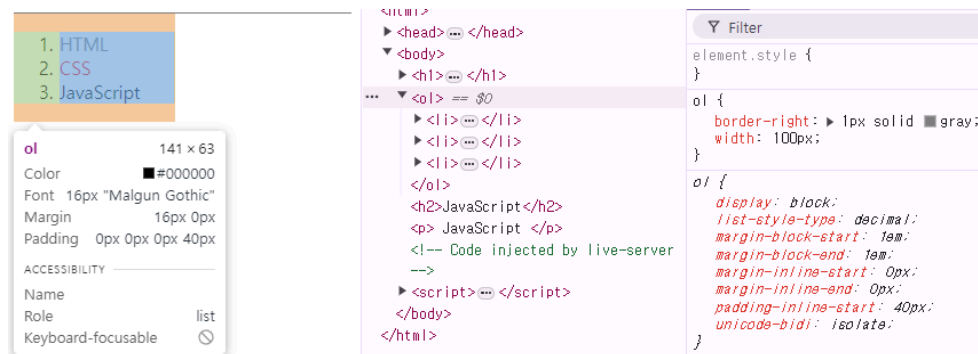 1. HTML
2. CSS
3. JavaScript
ol 141 × 63
Color #000000
Font 16px "Malgun Gothic"
Margin 16px 0px
Padding 0px 0px 0px 40px
ACCESSIBILITY
Name
Role list
Keyboard-focusable
<html>
▶<head>⋯</head>
▼<body>
▶<h1>⋯</h1>
⋯ ▼<ol> == $0
▶<li>⋯</li>
▶<li>⋯</li>
▶<li>⋯</li>
</ol>
<h2>JavaScript</h2>
<p> JavaScript </p>
<!-- Code injected by live-server
-->
▶<script>⋯</script>
</body>
</html>
Filter
element.style {
}
ol {
border-right: ▶ 1px solid gray;
width: 100px;
}
ol {
display: block;
list-style-type: decimal;
margin-block-start: 1em;
margin-block-end: 1em;
margin-inline-start: 0px;
margin-inline-end: 0px;
padding-inline-start: 40px;
unicode-bidi: isolate;
}